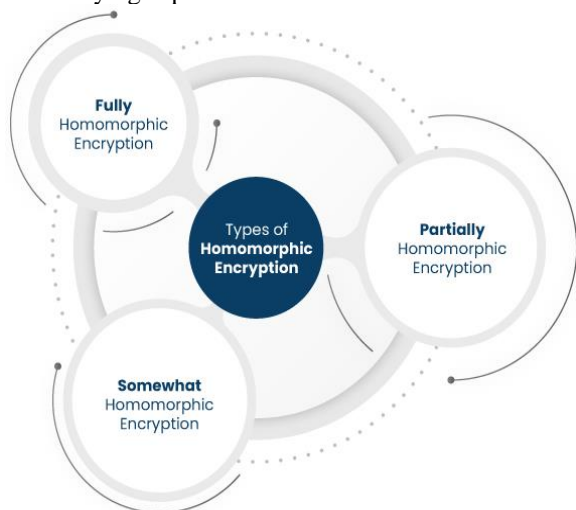 Fully
Homomorphic
Encryption
Types of
Homomorphic
Encryption
Partially
Homomorphic
Encryption
Somewhat
Homomorphic
Encryption